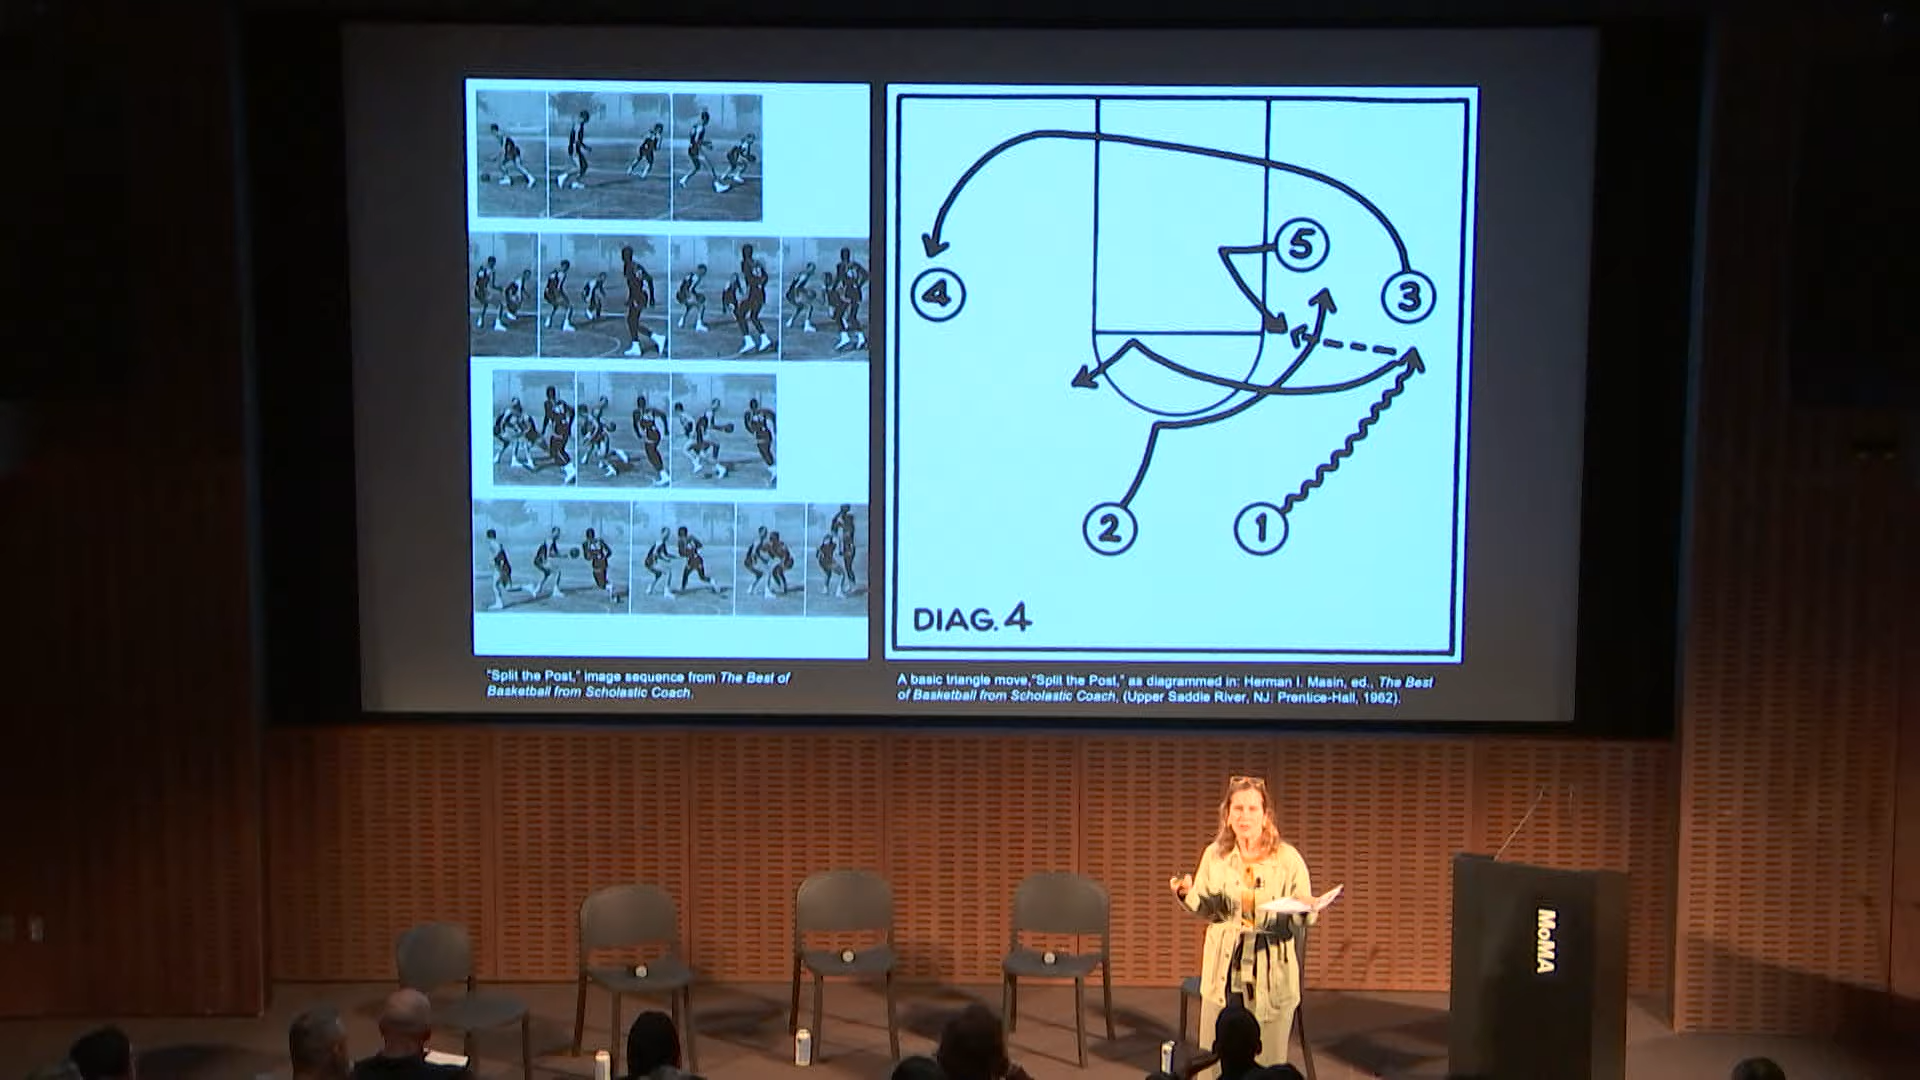 5
4
3
2
1
DIAG. 4
"Split the Post," image sequence from The Best of
Basketball from Scholastic Coach.
A basic triangle move,"Split the Post," as diagrammed in: Herman I. Masin, ed., The Best
of Basketball from Scholastic Coach, (Upper Saddle River, NJ: Prentice-Hall, 1962).
MoMA